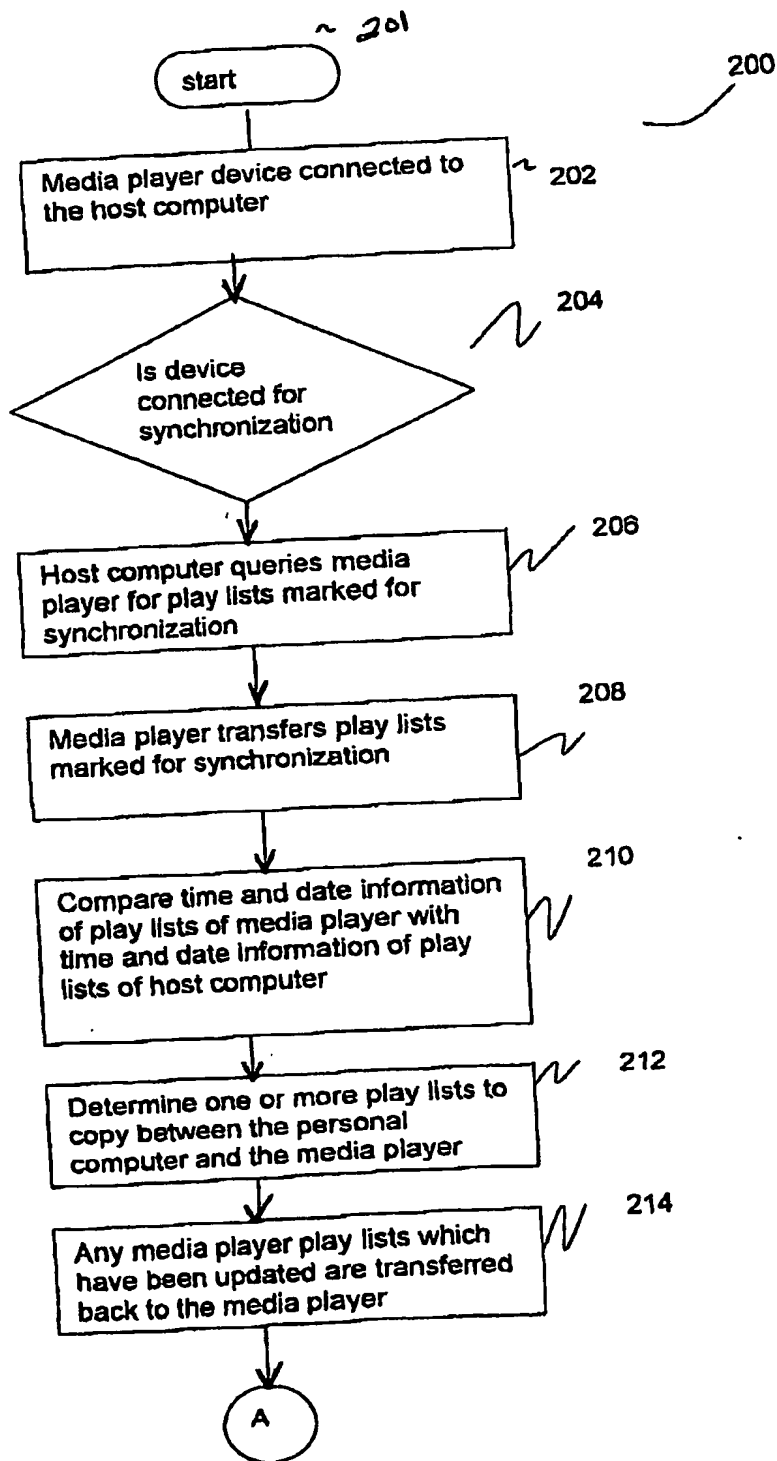 ~ 201
start
200
Media player device connected to
the host computer
~ 202
204
Is device
connected for
synchronization
206
Host computer queries media
player for play lists marked for
synchronization
208
Media player transfers play lists
marked for synchronization
210
Compare time and date information
of play lists of media player with
time and date information of play
lists of host computer
212
Determine one or more play lists to
copy between the personal
computer and the media player
214
Any media player play lists which
have been updated are transferred
back to the media player
A